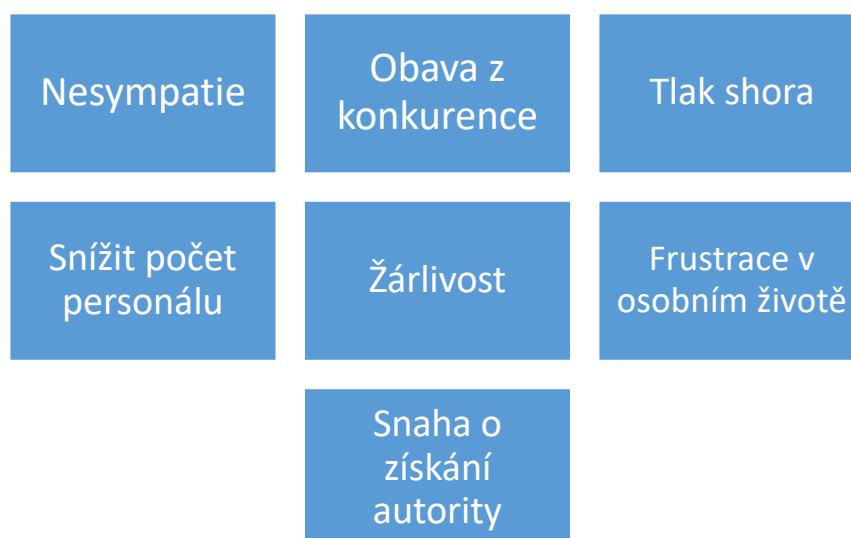 Nesympatie
Obava z
konkurence
Tlak shora
Snížit počet
personálu
Žárlivost
Frustrace v
osobním životě
Snaha o
získání
autority